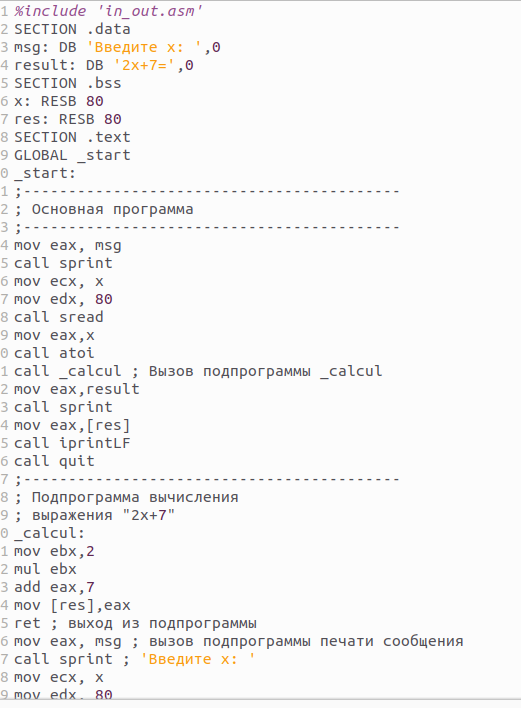 1 %include 'in_out.asm'
2 SECTION .data
3 msg: DB 'Введите x: ',0
4 result: DB '2x+7=',0
5 SECTION .bss
6 x: RESB 80
7 res: RESB 80
8 SECTION .text
9 GLOBAL _start
0 _start:
1 ;------------------------------------------
2 ; Основная программа
3 ;------------------------------------------
4 mov eax, msg
5 call sprint
6 mov ecx, x
7 mov edx, 80
8 call sread
9 mov eax,x
0 call atoi
1 call _calcul ; Вызов подпрограммы _calcul
2 mov eax,result
3 call sprint
4 mov eax,[res]
5 call iprintLF
6 call quit
7 ;------------------------------------------
8 ; Подпрограмма вычисления
9 ; выражения "2x+7"
0 _calcul:
1 mov ebx,2
2 mul ebx
3 add eax,7
4 mov [res],eax
5 ret ; выход из подпрограммы
6 mov eax, msg ; вызов подпрограммы печати сообщения
7 call sprint ; 'Введите x: '
8 mov ecx, x
9 mov edx, 80